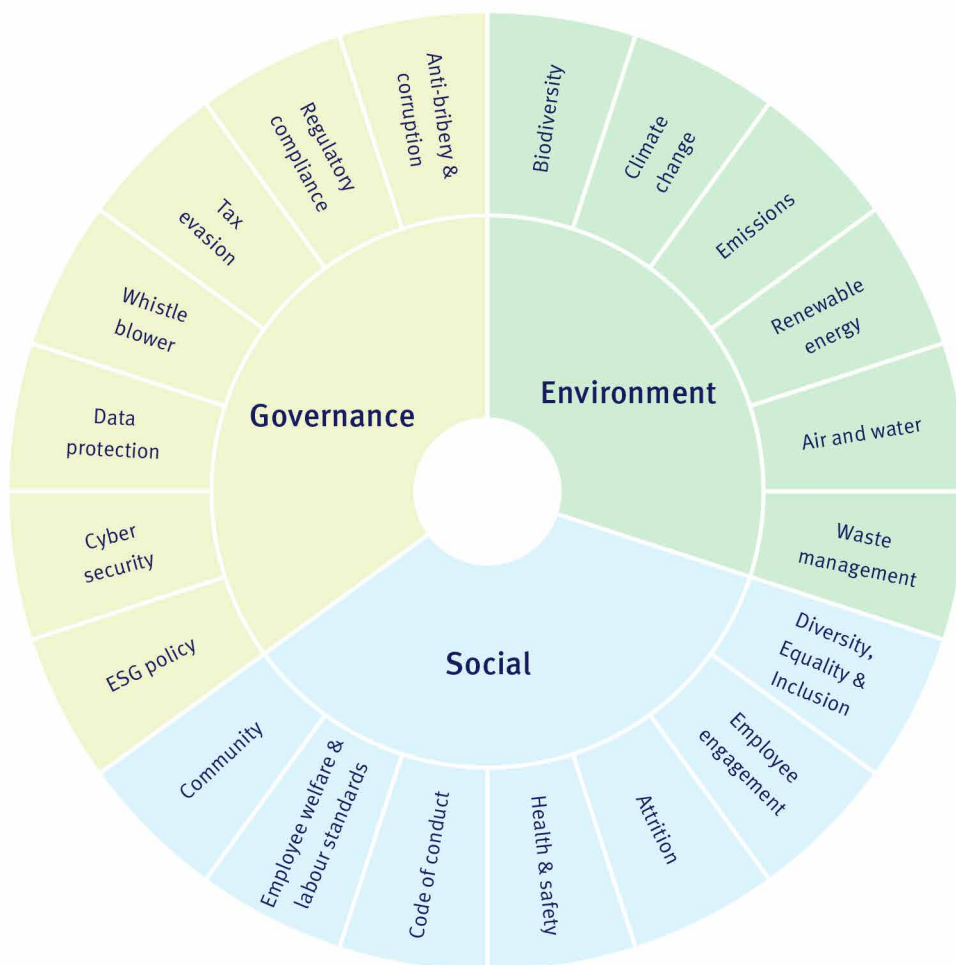 Environment
Biodiversity
Climate
change
Emissions
Renewable
energy
Air and water
Waste
management
Social
Diversity,
Equality &
Inclusion
Employee
engagement
Attrition
Health & safety
Code of conduct
Employee welfare &
labour standards
Community
Governance
ESG policy
Cyber
security
Data
protection
Whistle
blower
Tax
evasion
Regulatory
compliance
Anti-bribery &
corruption